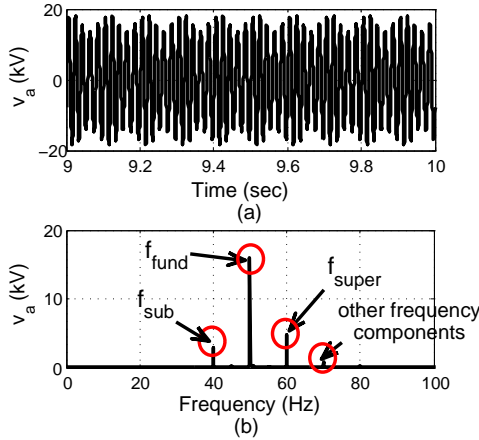 20
0
−20
v_a (kV)
9 9.2 9.4 9.6 9.8 10
Time (sec)
(a)
20
10
0
v_a (kV)
f_fund
f_sub
f_super
other frequency
components
0 20 40 60 80 100
Frequency (Hz)
(b)